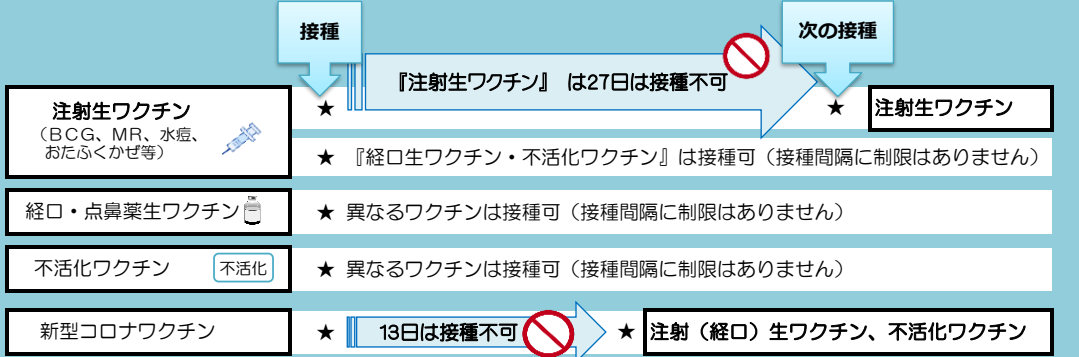 接種
次の接種
『注射生ワクチン』 は27日は接種不可
注射生ワクチン
（BCG、MR、水痘、
おたふくかぜ等）
★
★
注射生ワクチン
★ 『経口生ワクチン・不活化ワクチン』は接種可（接種間隔に制限はありません）
経口・点鼻薬生ワクチン
★ 異なるワクチンは接種可（接種間隔に制限はありません）
不活化ワクチン 不活化
★ 異なるワクチンは接種可（接種間隔に制限はありません）
新型コロナワクチン
★ 13日は接種不可 ★ 注射（経口）生ワクチン、不活化ワクチン